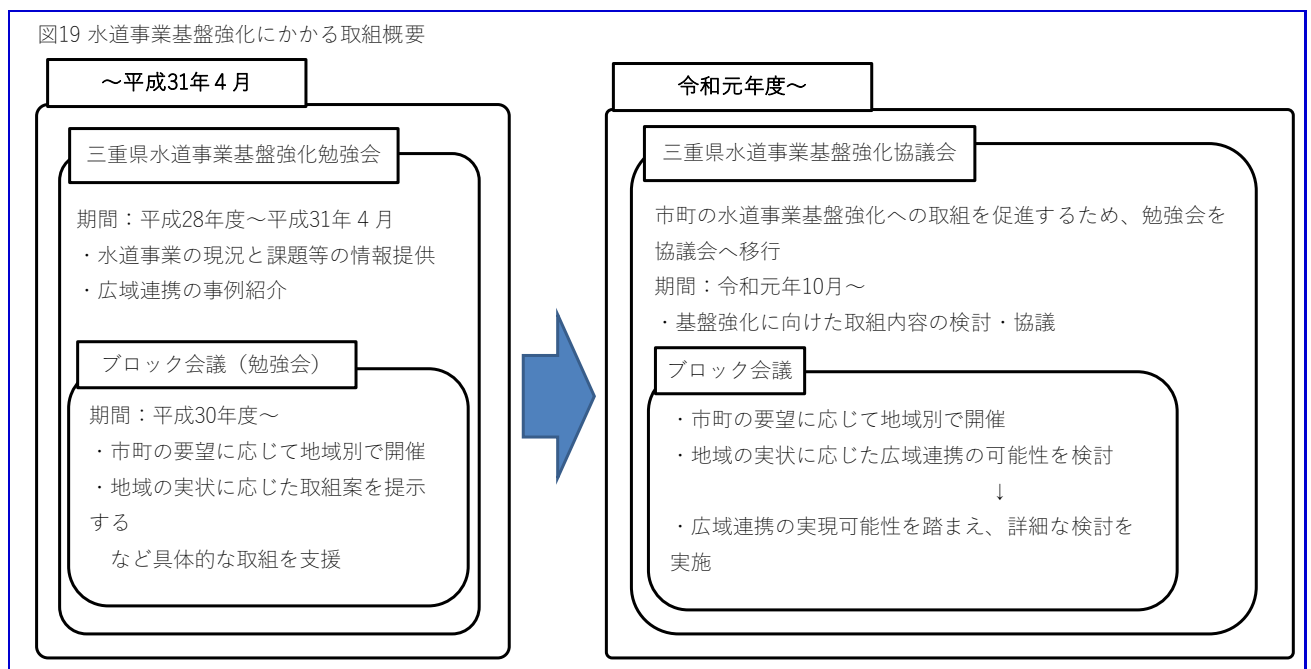 図19 水道事業基盤強化にかかる取組概要
～平成31年４月
三重県水道事業基盤強化勉強会
期間：平成28年度～平成31年４月
・水道事業の現況と課題等の情報提供
・広域連携の事例紹介
ブロック会議（勉強会）
期間：平成30年度～
・市町の要望に応じて地域別で開催
・地域の実状に応じた取組案を提示
する
など具体的な取組を支援
令和元年度～
三重県水道事業基盤強化協議会
市町の水道事業基盤強化への取組を促進するため、勉強会を
協議会へ移行
期間：令和元年10月～
・基盤強化に向けた取組内容の検討・協議
ブロック会議
・市町の要望に応じて地域別で開催
・地域の実状に応じた広域連携の可能性を検討
↓
・広域連携の実現可能性を踏まえ、詳細な検討を
実施